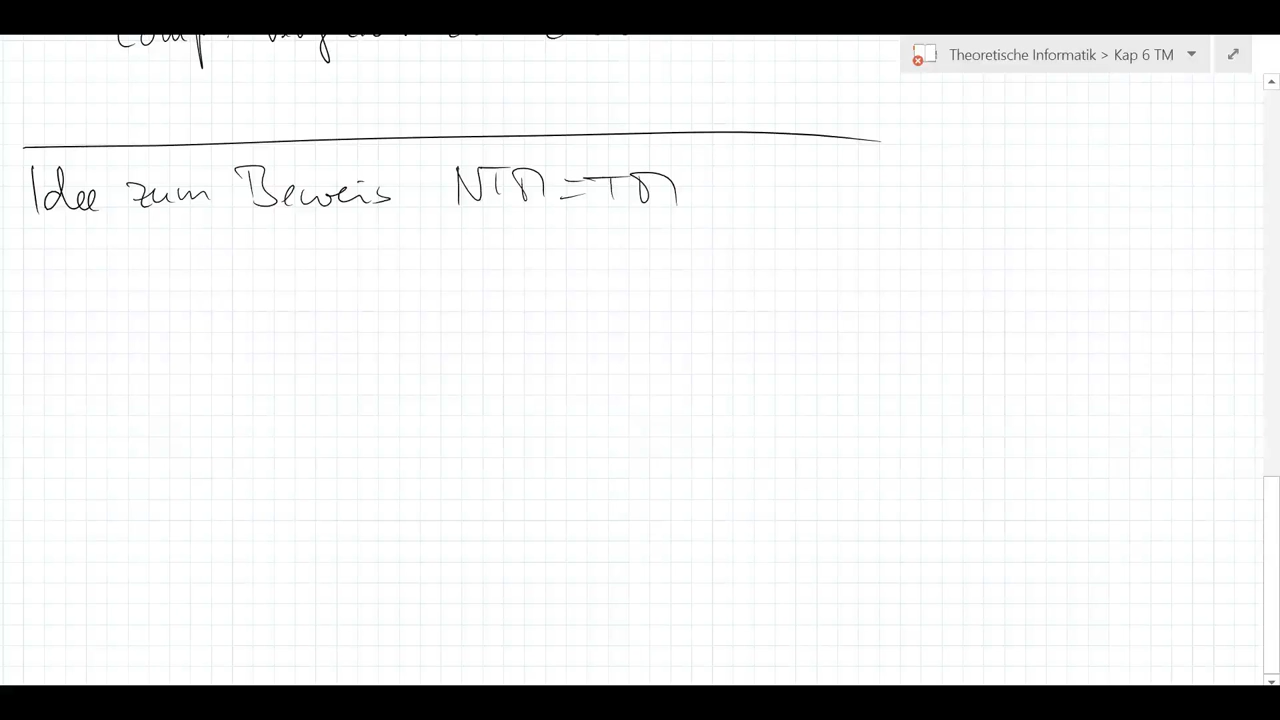 Theoretische Informatik > Kap 6 TM
Idee zum Beweis NTM = TM